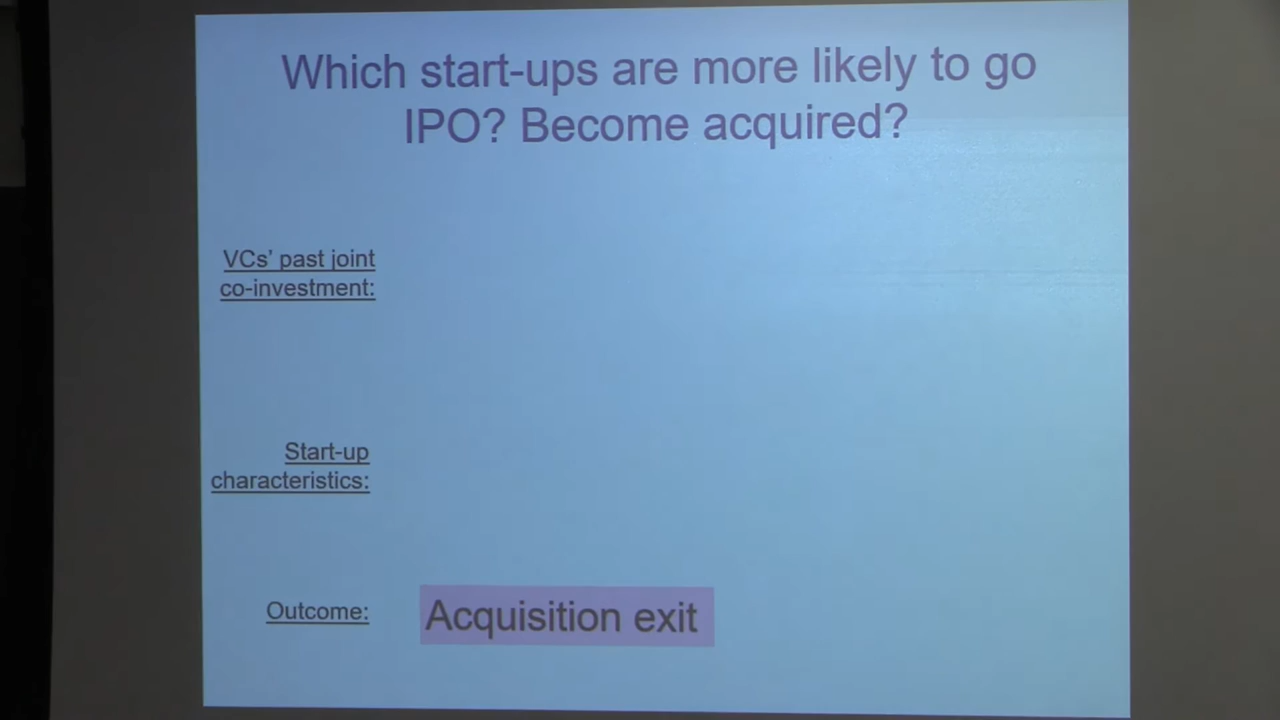 Which start-ups are more likely to go
IPO? Become acquired?
VCs’ past joint
co-investment:
Start-up
characteristics:
Outcome:
Acquisition exit